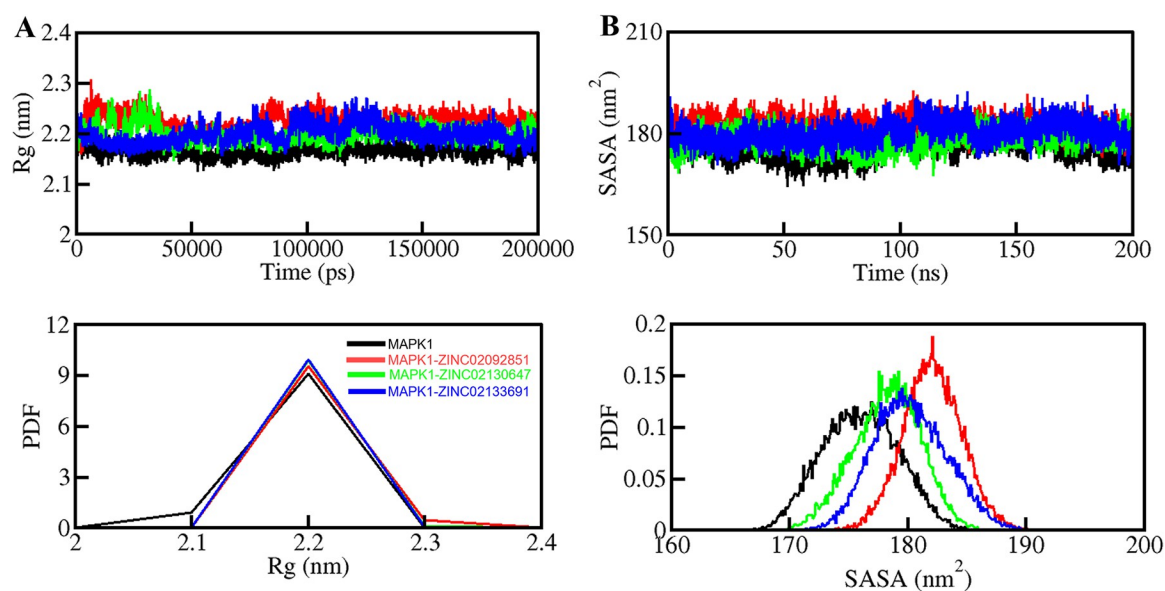 A
2.4
2.3
2.2
2.1
2
Rg (nm)
0 50000 100000 150000 200000
Time (ps)
B
210
180
150
SASA (nm²)
0 50 100 150 200
Time (ns)
12
9
6
3
0
PDF
MAPK1
MAPK1-ZINC02092851
MAPK1-ZINC02130647
MAPK1-ZINC02133691
2 2.1 2.2 2.3 2.4
Rg (nm)
0.2
0.15
0.1
0.05
0
PDF
160 170 180 190 200
SASA (nm²)